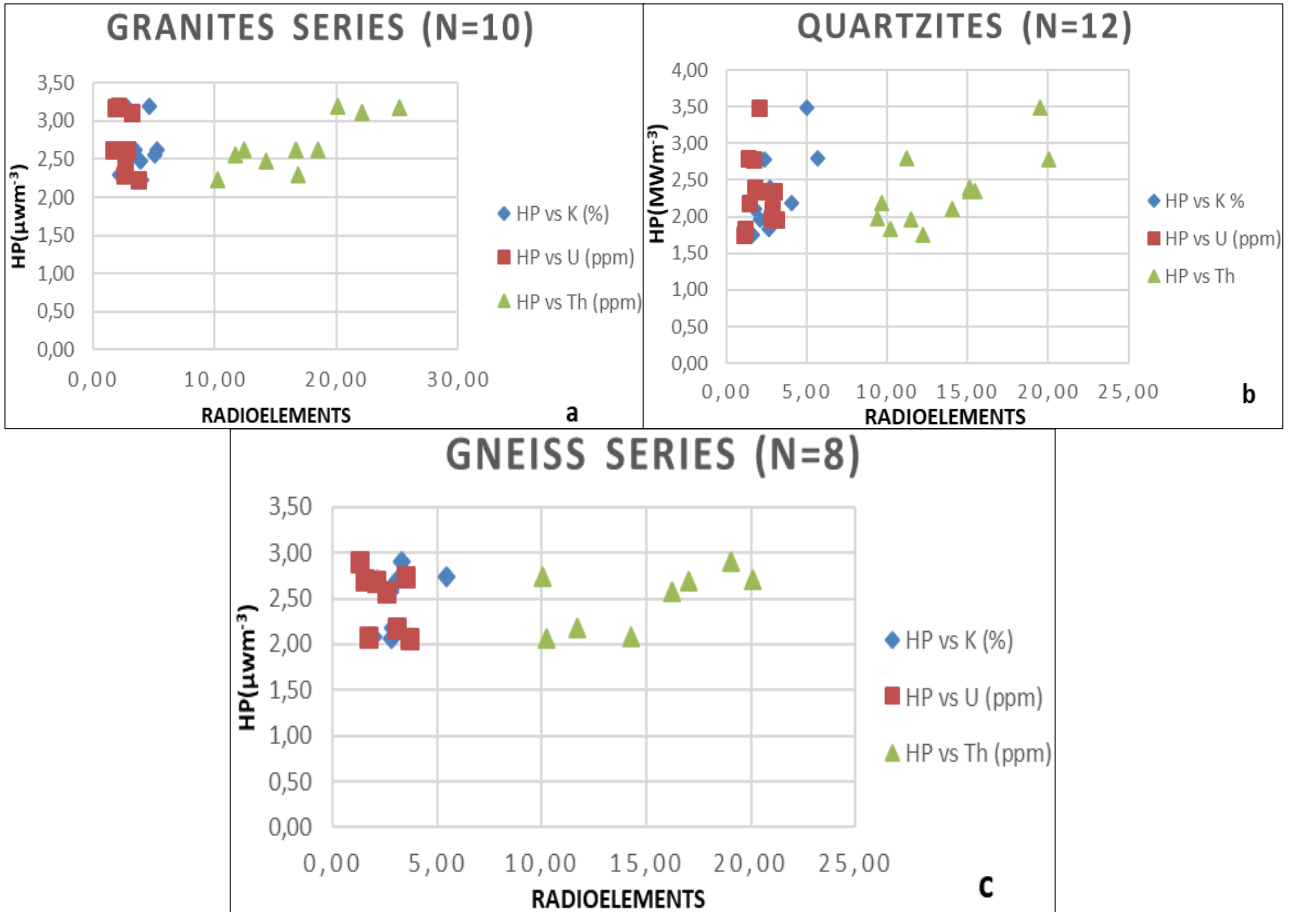 GRANITES SERIES (N=10)
HP(µwm⁻³)
3,50
3,00
2,50
2,00
1,50
1,00
0,50
0,00
0,00 10,00 20,00 30,00
RADIOELEMENTS
HP vs K (%)
HP vs U (ppm)
HP vs Th (ppm)
a
QUARTZITES (N=12)
HP(MWm⁻³)
4,00
3,50
3,00
2,50
2,00
1,50
1,00
0,50
0,00
0,00 5,00 10,00 15,00 20,00 25,00
RADIOELEMENTS
HP vs K %
HP vs U (ppm)
HP vs Th
b
GNEISS SERIES (N=8)
HP(µwm⁻³)
3,50
3,00
2,50
2,00
1,50
1,00
0,50
0,00
0,00 5,00 10,00 15,00 20,00 25,00
RADIOELEMENTS
HP vs K (%)
HP vs U (ppm)
HP vs Th (ppm)
c